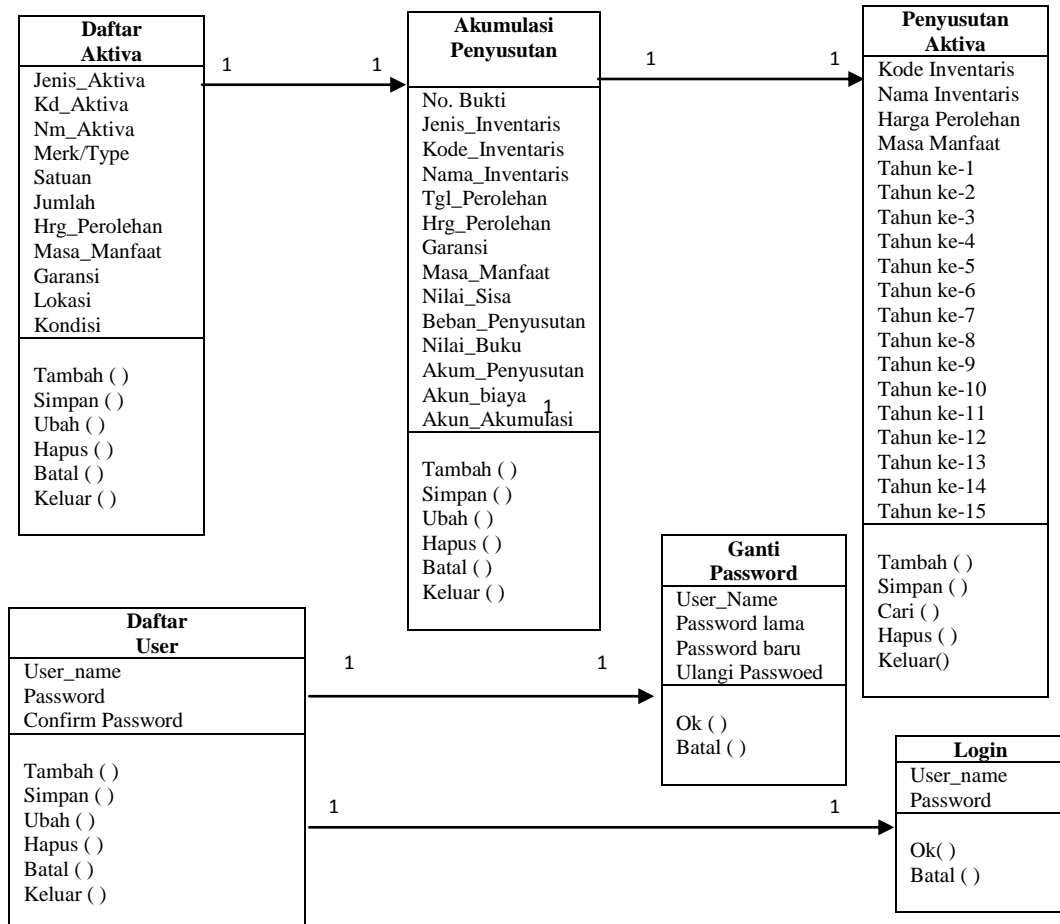 Daftar
Aktiva
Jenis_Aktiva
Kd_Aktiva
Nm_Aktiva
Merk/Type
Satuan
Jumlah
Hrg_Perolehan
Masa_Manfaat
Garansi
Lokasi
Kondisi
Tambah ( )
Simpan ( )
Ubah ( )
Hapus ( )
Batal ( )
Keluar ( )
1
1
Akumulasi
Penyusutan
No. Bukti
Jenis_Inventaris
Kode_Inventaris
Nama_Inventaris
Tgl_Perolehan
Hrg_Perolehan
Garansi
Masa_Manfaat
Nilai_Sisa
Beban_Penyusutan
Nilai_Buku
Akum_Penyusutan
Akun_biaya
1
Akun_Akumulasi
Tambah ( )
Simpan ( )
Ubah ( )
Hapus ( )
Batal ( )
Keluar ( )
1
1
Penyusutan
Aktiva
Kode Inventaris
Nama Inventaris
Harga Perolehan
Masa Manfaat
Tahun ke-1
Tahun ke-2
Tahun ke-3
Tahun ke-4
Tahun ke-5
Tahun ke-6
Tahun ke-7
Tahun ke-8
Tahun ke-9
Tahun ke-10
Tahun ke-11
Tahun ke-12
Tahun ke-13
Tahun ke-14
Tahun ke-15
Tambah ( )
Simpan ( )
Cari ( )
Hapus ( )
Keluar()
Daftar
User
User_name
Password
Confirm Password
Tambah ( )
Simpan ( )
Ubah ( )
Hapus ( )
Batal ( )
Keluar ( )
1
1
Ganti
Password
User_Name
Password lama
Password baru
Ulangi Passwoed
Ok ( )
Batal ( )
1
1
Login
User_name
Password
Ok( )
Batal ( )